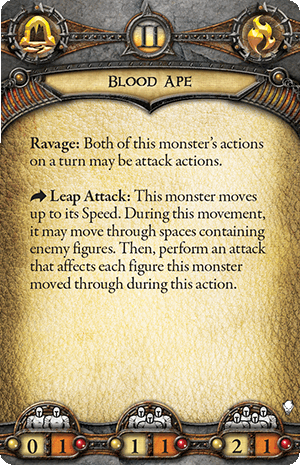 II
Blood Ape
Ravage: Both of this monster's actions
on a turn may be attack actions.
Leap Attack: This monster moves
up to its Speed. During this movement,
it may move through spaces containing
enemy figures. Then, perform an attack
that affects each figure this monster
moved through during this action.
0 1 1 1 2 1